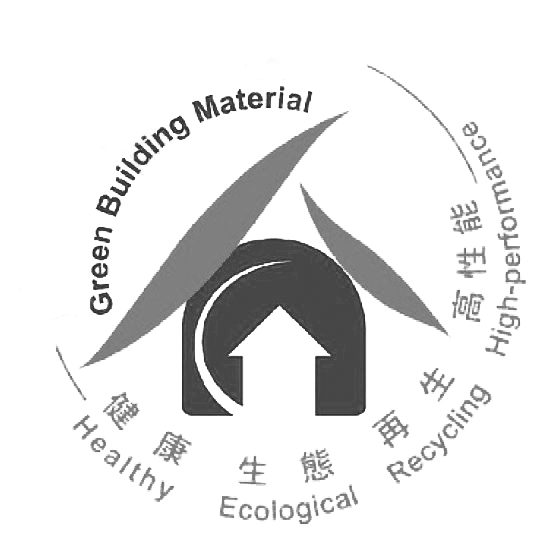 Green Building Material
健康 生態 再生 高性能
Healthy Ecological Recycling High-performance